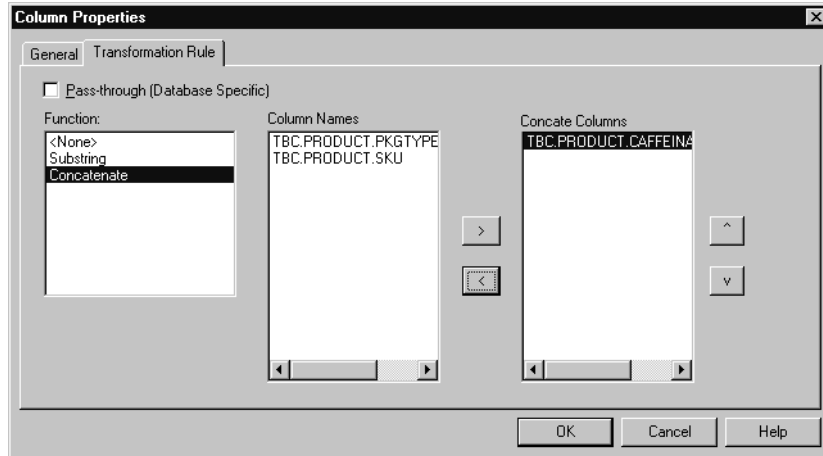 Column Properties
General
Transformation Rule
Pass-through (Database Specific)
Function:
Column Names
Concate Columns
<None>
Substring
Concatenate
TBC.PRODUCT.PKGTYPE
TBC.PRODUCT.SKU
TBC.PRODUCT.CAFFEINA
>
<
^
v
OK
Cancel
Help